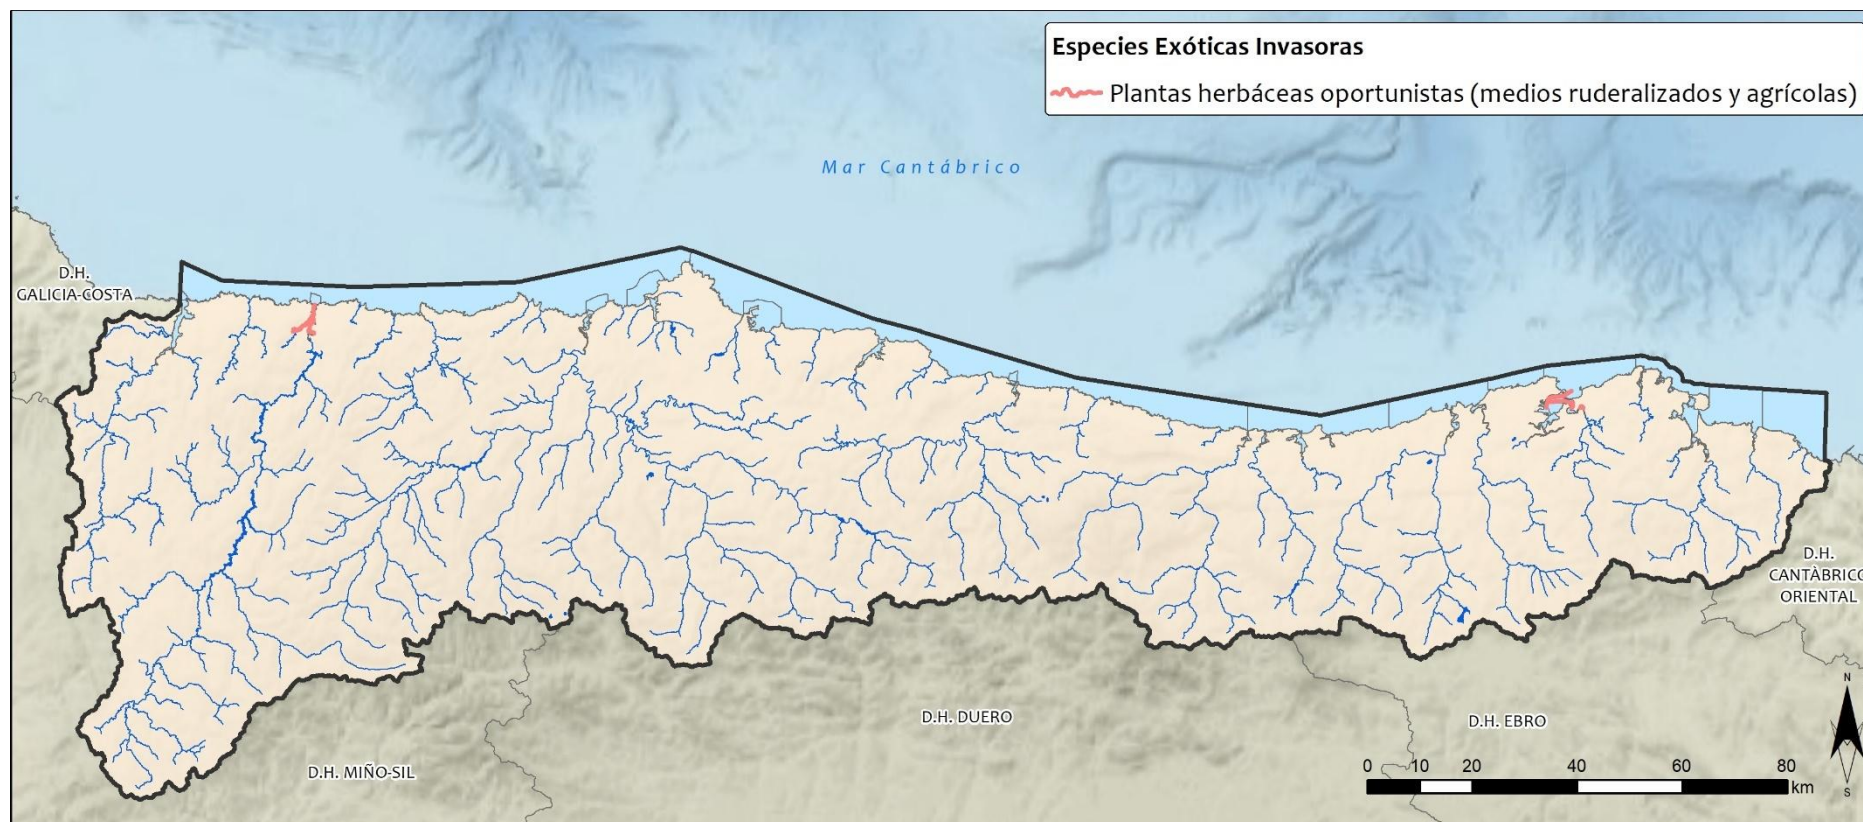 Especies Exóticas Invasoras
Plantas herbáceas oportunistas (medios ruderalizados y agrícolas)
Mar Cantábrico
D.H.
GALICIA-COSTA
D.H.
CANTÀBRICO
ORIENTAL
D.H. DUERO
D.H. EBRO
D.H. MIÑO-SIL
N
S
0 10 20 40 60 80
km